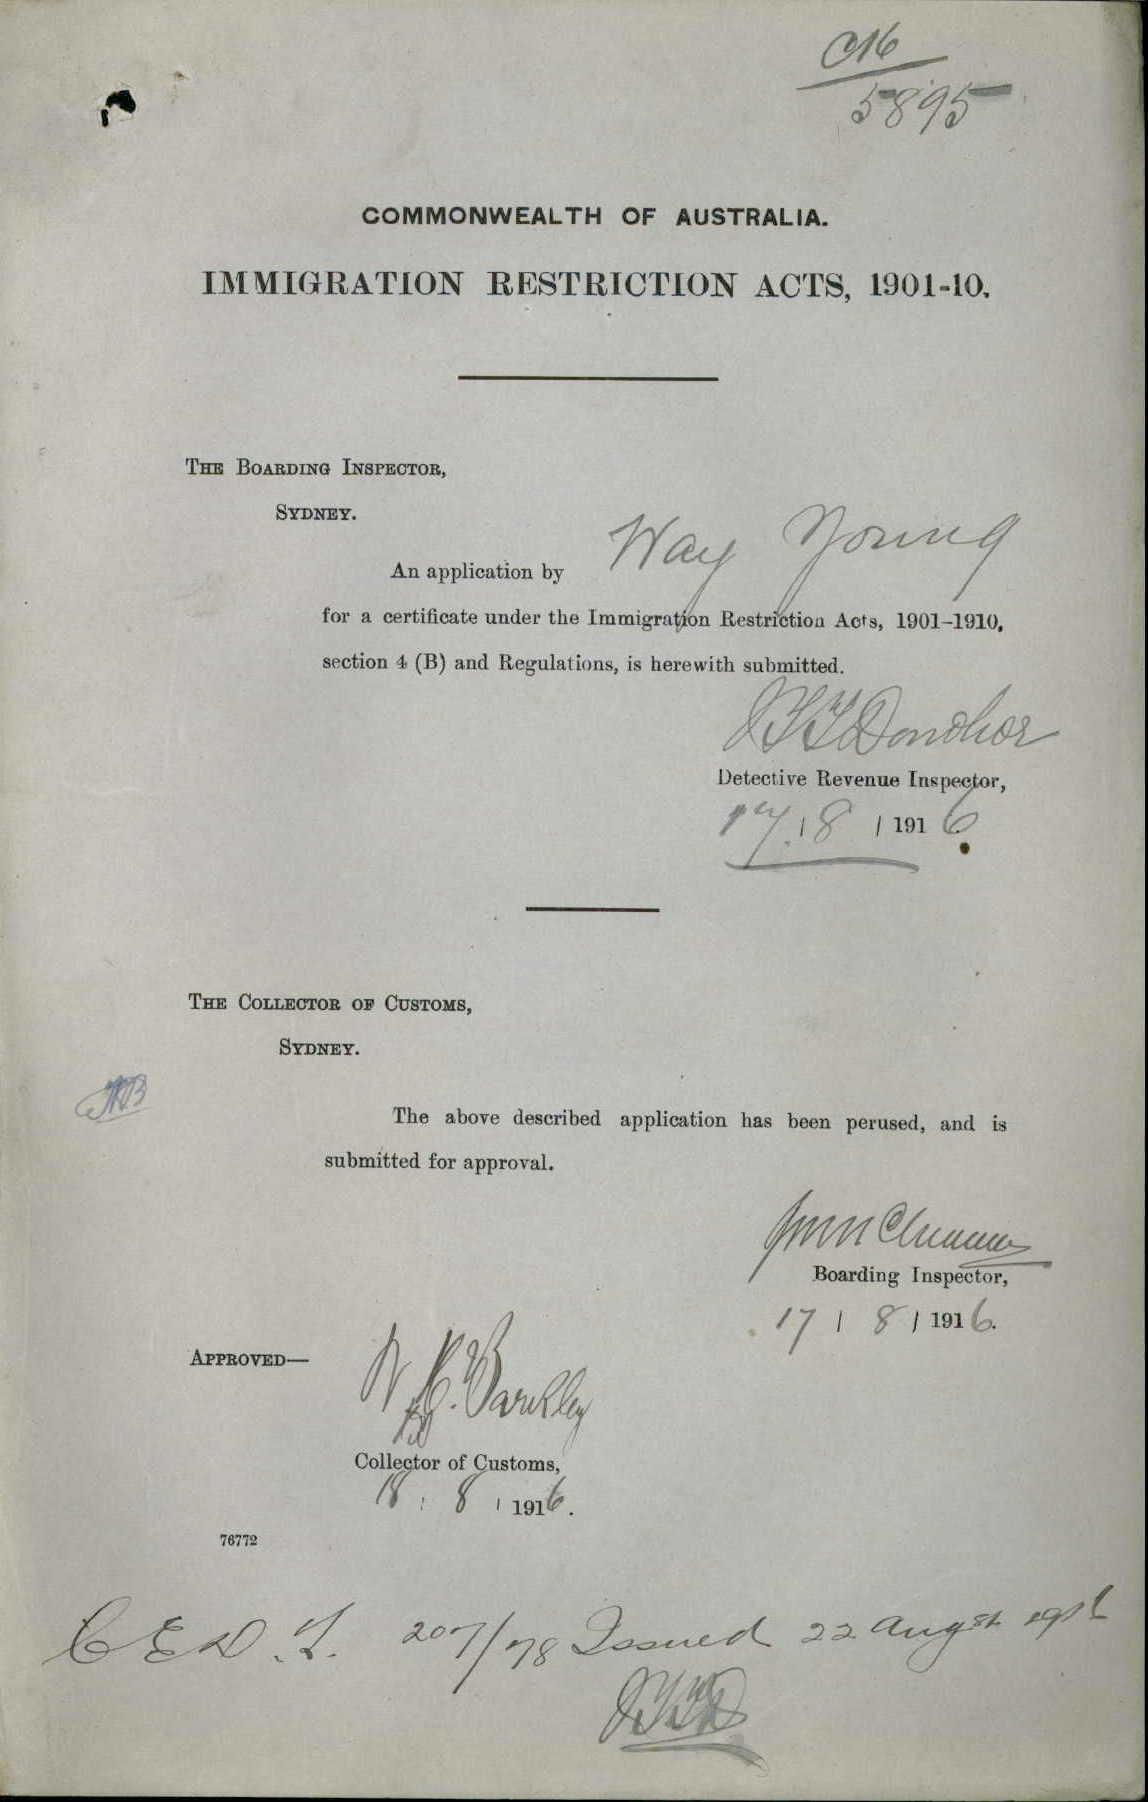 C16
5895
COMMONWEALTH OF AUSTRALIA.
IMMIGRATION RESTRICTION ACTS, 1901-10.
THE BOARDING INSPECTOR,
SYDNEY.
An application by Way Young
for a certificate under the Immigration Restriction Acts, 1901-1910,
section 4 (B) and Regulations, is herewith submitted.
Donohoe
Detective Revenue Inspector,
17/8/1916
THE COLLECTOR OF CUSTOMS,
SYDNEY.
The above described application has been perused, and is
submitted for approval.
Boarding Inspector,
17/8/1916.
APPROVED—
Barkley
Collector of Customs,
18/8/1916.
76772
C E D. T. 207/78 Issued 22 Augst 1916